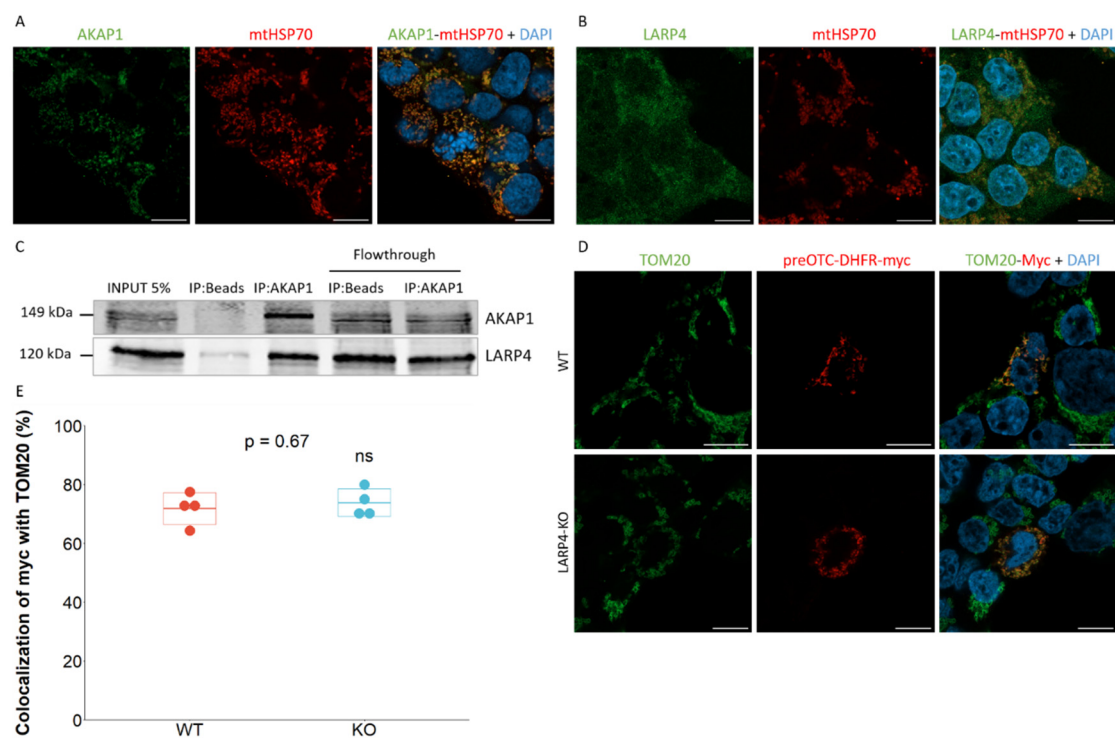 A
AKAP1
mtHSP70
AKAP1-mtHSP70 + DAPI
B
LARP4
mtHSP70
LARP4-mtHSP70 + DAPI
C
Flowthrough
INPUT 5%
IP:Beads
IP:AKAP1
IP:Beads
IP:AKAP1
149 kDa
AKAP1
120 kDa
LARP4
D
TOM20
preOTC-DHFR-myc
TOM20-Myc + DAPI
WT
LARP4-KO
E
Colocalization of myc with TOM20 (%)
100
80
60
40
20
0
p = 0.67
ns
WT
KO